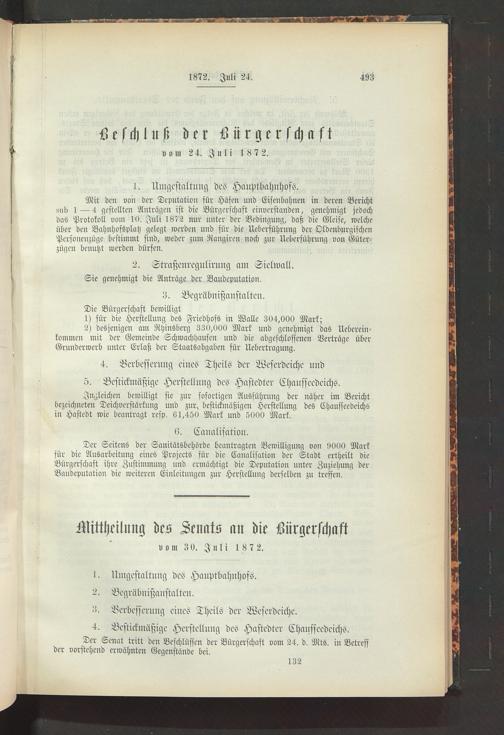 1872. Juli 24. 493
Beschluß der Bürgerschaft
vom 24. Juli 1872.
1. Umgestaltung des Hauptbahnhofs.
Mit den von der Deputation für Häfen und Eisenbahnen in deren Bericht
sub 1 — 4 gestellten Anträgen ist die Bürgerschaft einverstanden, genehmigt jedoch
das Protokoll vom 10. Juli 1872 nur unter der Bedingung, daß die Gleise, welche
über den Bahnhofsplatz gelegt werden und für die Ueberführung der Oldenburgischen
Personenzüge bestimmt sind, weder zum Rangiren noch zur Ueberführung von Güter-
zügen benutzt werden dürfen.
2. Straßenregulirung am Sielwall.
Sie genehmigt die Anträge der Baudeputation.
3. Begräbnißanstalten.
Die Bürgerschaft bewilligt
1) für die Herstellung des Friedhofs in Walle 304,000 Mark;
2) desjenigen am Rhinsberg 330,000 Mark und genehmigt das Ueberein-
kommen mit der Gemeinde Schwachhausen und die abgeschlossenen Verträge über
Grunderwerb unter Erlaß der Staatsabgaben für Uebertragung.
4. Verbesserung eines Theils der Weserdeiche und
5. Bestickmäßige Herstellung des Hastedter Chausseedeichs.
Inzleichen bewilligt sie zur sofortigen Ausführung der näher im Bericht
bezeichneten Deichverstärkung und zur bestickmäßigen Herstellung des Chausseedeichs
in Hastedt wie beantragt resp. 61,450 Mark und 5000 Mark.
6. Canalisation.
Der Seitens der Sanitätsbehörde beantragten Bewilligung von 9000 Mark
für die Ausarbeitung eines Projects für die Canalisation der Stadt ertheilt die
Bürgerschaft ihre Zustimmung und ermächtigt die Deputation unter Zuziehung der
Baudeputation die weiteren Einleitungen zur Herstellung derselben zu treffen.
Mittheilung des Senats an die Bürgerschaft
vom 30. Juli 1872.
1. Umgestaltung des Hauptbahnhofs.
2. Begräbnißanstalten.
3. Verbesserung eines Theils der Weserdeiche.
4. Bestickmäßige Herstellung des Hastedter Chausseedeichs.
Der Senat tritt den Beschlüssen der Bürgerschaft vom 24. d. Mts. in Betreff
der vorstehend erwähnten Gegenstände bei.
132